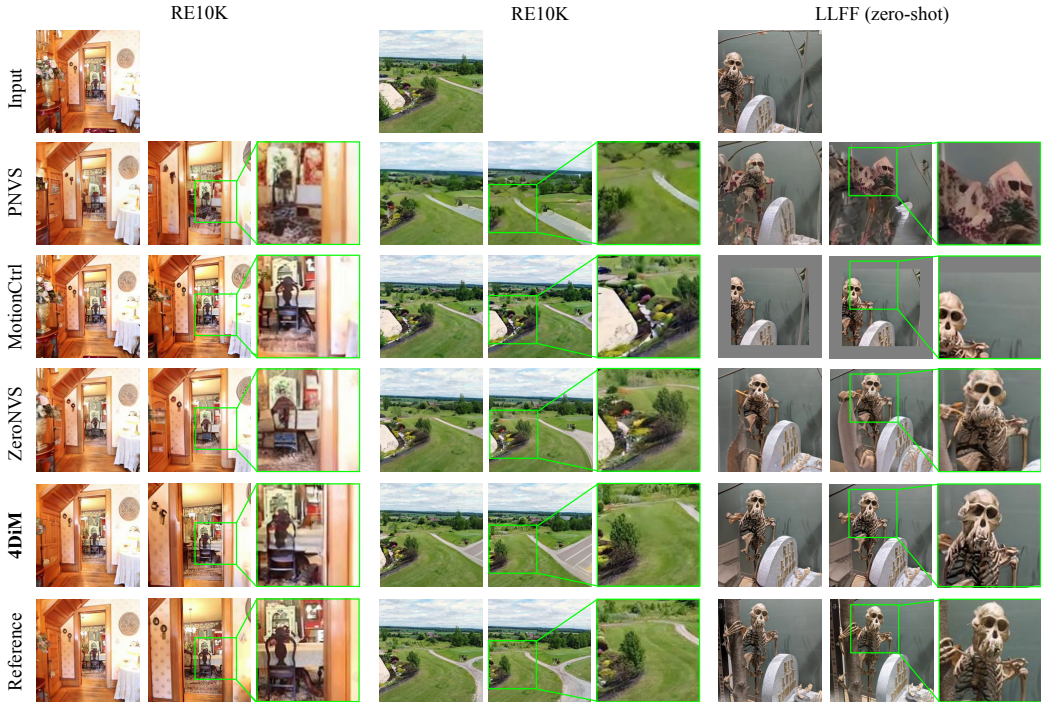 RE10K
RE10K
LLFF (zero-shot)
Input
PNVS
MotionCtrl
ZeroNVS
4DiM
Reference